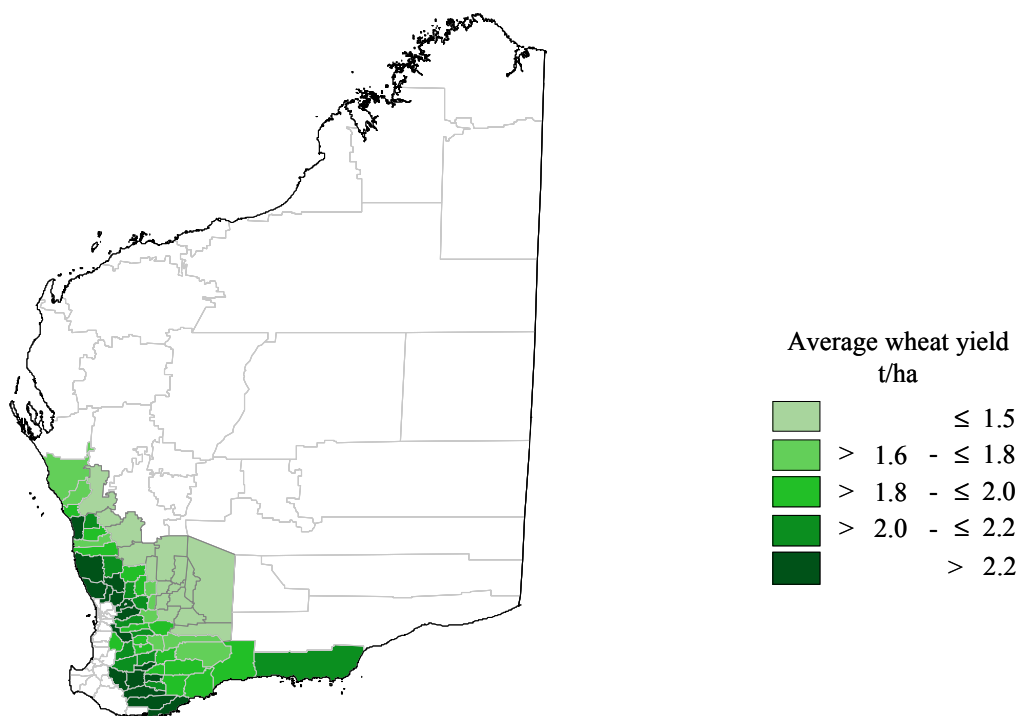 Average wheat yield
t/ha
≤ 1.5
> 1.6 - ≤ 1.8
> 1.8 - ≤ 2.0
> 2.0 - ≤ 2.2
> 2.2